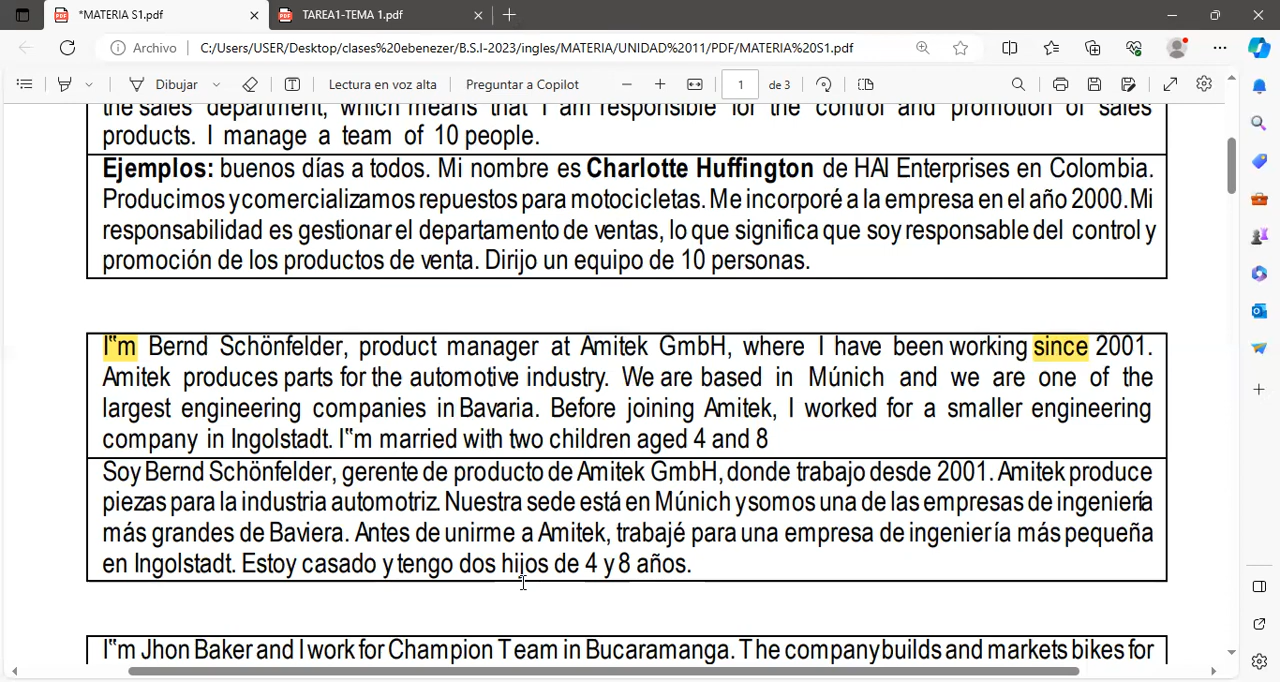 *MATERIA S1.pdf
TAREA1-TEMA 1.pdf
Archivo
C:/Users/USER/Desktop/clases%20ebenezer/B.S.I-2023/ingles/MATERIA/UNIDAD%2011/PDF/MATERIA%20S1.pdf
Dibujar
Lectura en voz alta
Preguntar a Copilot
1 de 3
the sales department, which means that I am responsible for the control and promotion of sales
products. I manage a team of 10 people.
Ejemplos: buenos días a todos. Mi nombre es Charlotte Huffington de HAI Enterprises en Colombia.
Producimos y comercializamos repuestos para motocicletas. Me incorporé a la empresa en el año 2000. Mi
responsabilidad es gestionar el departamento de ventas, lo que significa que soy responsable del control y
promoción de los productos de venta. Dirijo un equipo de 10 personas.
I‟m Bernd Schönfelder, product manager at Amitek GmbH, where I have been working since 2001.
Amitek produces parts for the automotive industry. We are based in Múnich and we are one of the
largest engineering companies in Bavaria. Before joining Amitek, I worked for a smaller engineering
company in Ingolstadt. I‟m married with two children aged 4 and 8
Soy Bernd Schönfelder, gerente de producto de Amitek GmbH, donde trabajo desde 2001. Amitek produce
piezas para la industria automotriz. Nuestra sede está en Múnich y somos una de las empresas de ingeniería
más grandes de Baviera. Antes de unirme a Amitek, trabajé para una empresa de ingeniería más pequeña
en Ingolstadt. Estoy casado y tengo dos hijos de 4 y 8 años.
I‟m Jhon Baker and I work for Champion Team in Bucaramanga. The company builds and markets bikes for